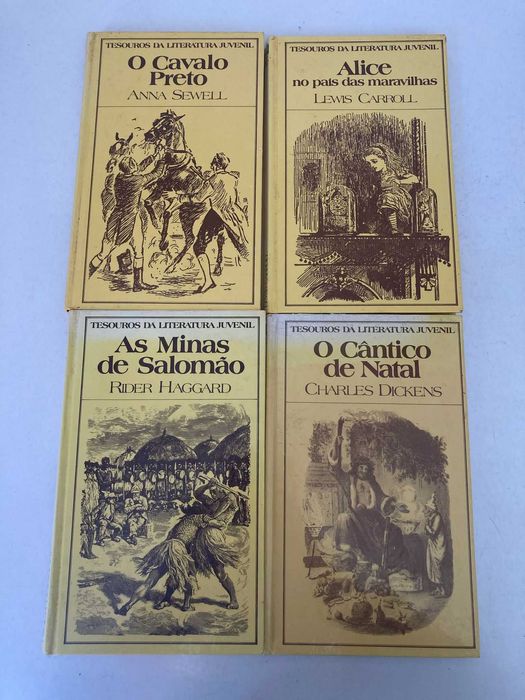 TESOUROS DA LITERATURA JUVENIL
O Cavalo
Preto
ANNA SEWELL
TESOUROS DA LITERATURA JUVENIL
Alice
no país das maravilhas
LEWIS CARROLL
TESOUROS DA LITERATURA JUVENIL
As Minas
de Salomão
RIDER HAGGARD
TESOUROS DA LITERATURA JUVENIL
O Cântico
de Natal
CHARLES DICKENS